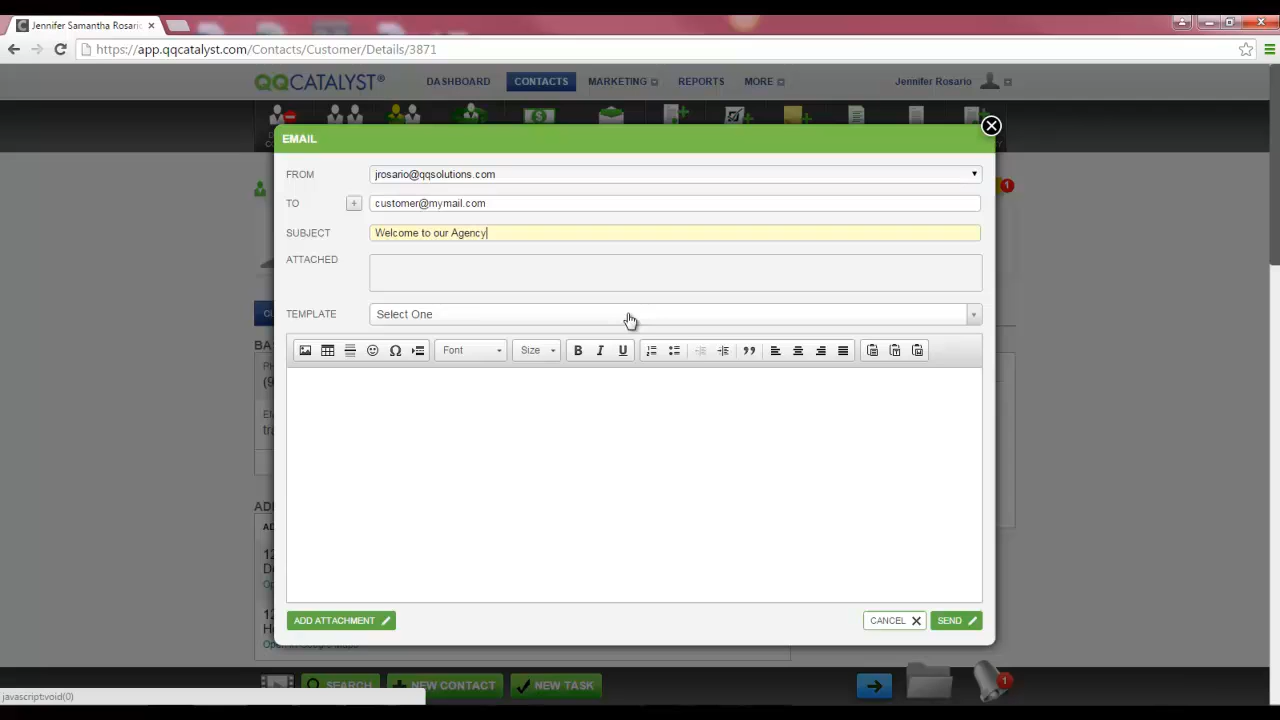 Jennifer Samantha Rosari
https://app.qqcatalyst.com/Contacts/Customer/Details/3871
QQCATALYST® DASHBOARD CONTACTS MARKETING REPORTS MORE Jennifer Rosario
EMAIL
FROM jrosario@qqsolutions.com
1
TO + customer@mymail.com
SUBJECT Welcome to our Agency
ATTACHED
TEMPLATE Select One
Font Size B I U
ADD ATTACHMENT CANCEL SEND
SEARCH + NEW CONTACT NEW TASK 1
javascript:void(0)